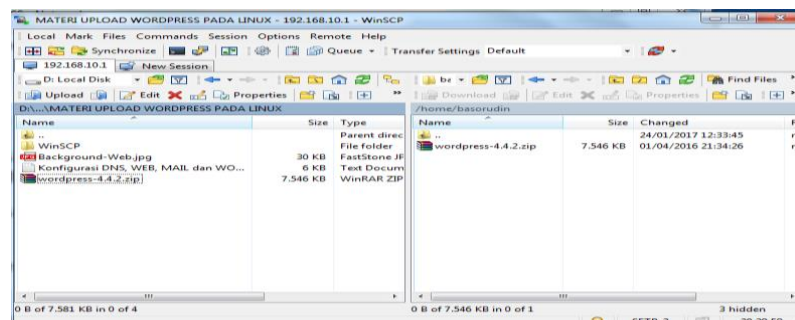 MATERI UPLOAD WORDPRESS PADA LINUX - 192.168.10.1 - WinSCP
Local Mark Files Commands Session Options Remote Help
Synchronize Queue Transfer Settings Default
192.168.10.1 New Session
D: Local Disk
Find Files
Upload Edit Properties
Download Edit Properties
D:\...\MATERI UPLOAD WORDPRESS PADA LINUX
/home/basorudin
Name Size Type
Name Size Changed
.. Parent direc
.. 24/01/2017 12:33:45
WinSCP File folder
wordpress-4.4.2.zip 7.546 KB 01/04/2016 21:34:26
Background-Web.jpg 30 KB FastStone JP
Konfigurasi DNS, WEB, MAIL dan WO... 6 KB Text Docum
wordpress-4.4.2.zip 7.546 KB WinRAR ZIP
0 B of 7.581 KB in 0 of 4
0 B of 7.546 KB in 0 of 1
3 hidden